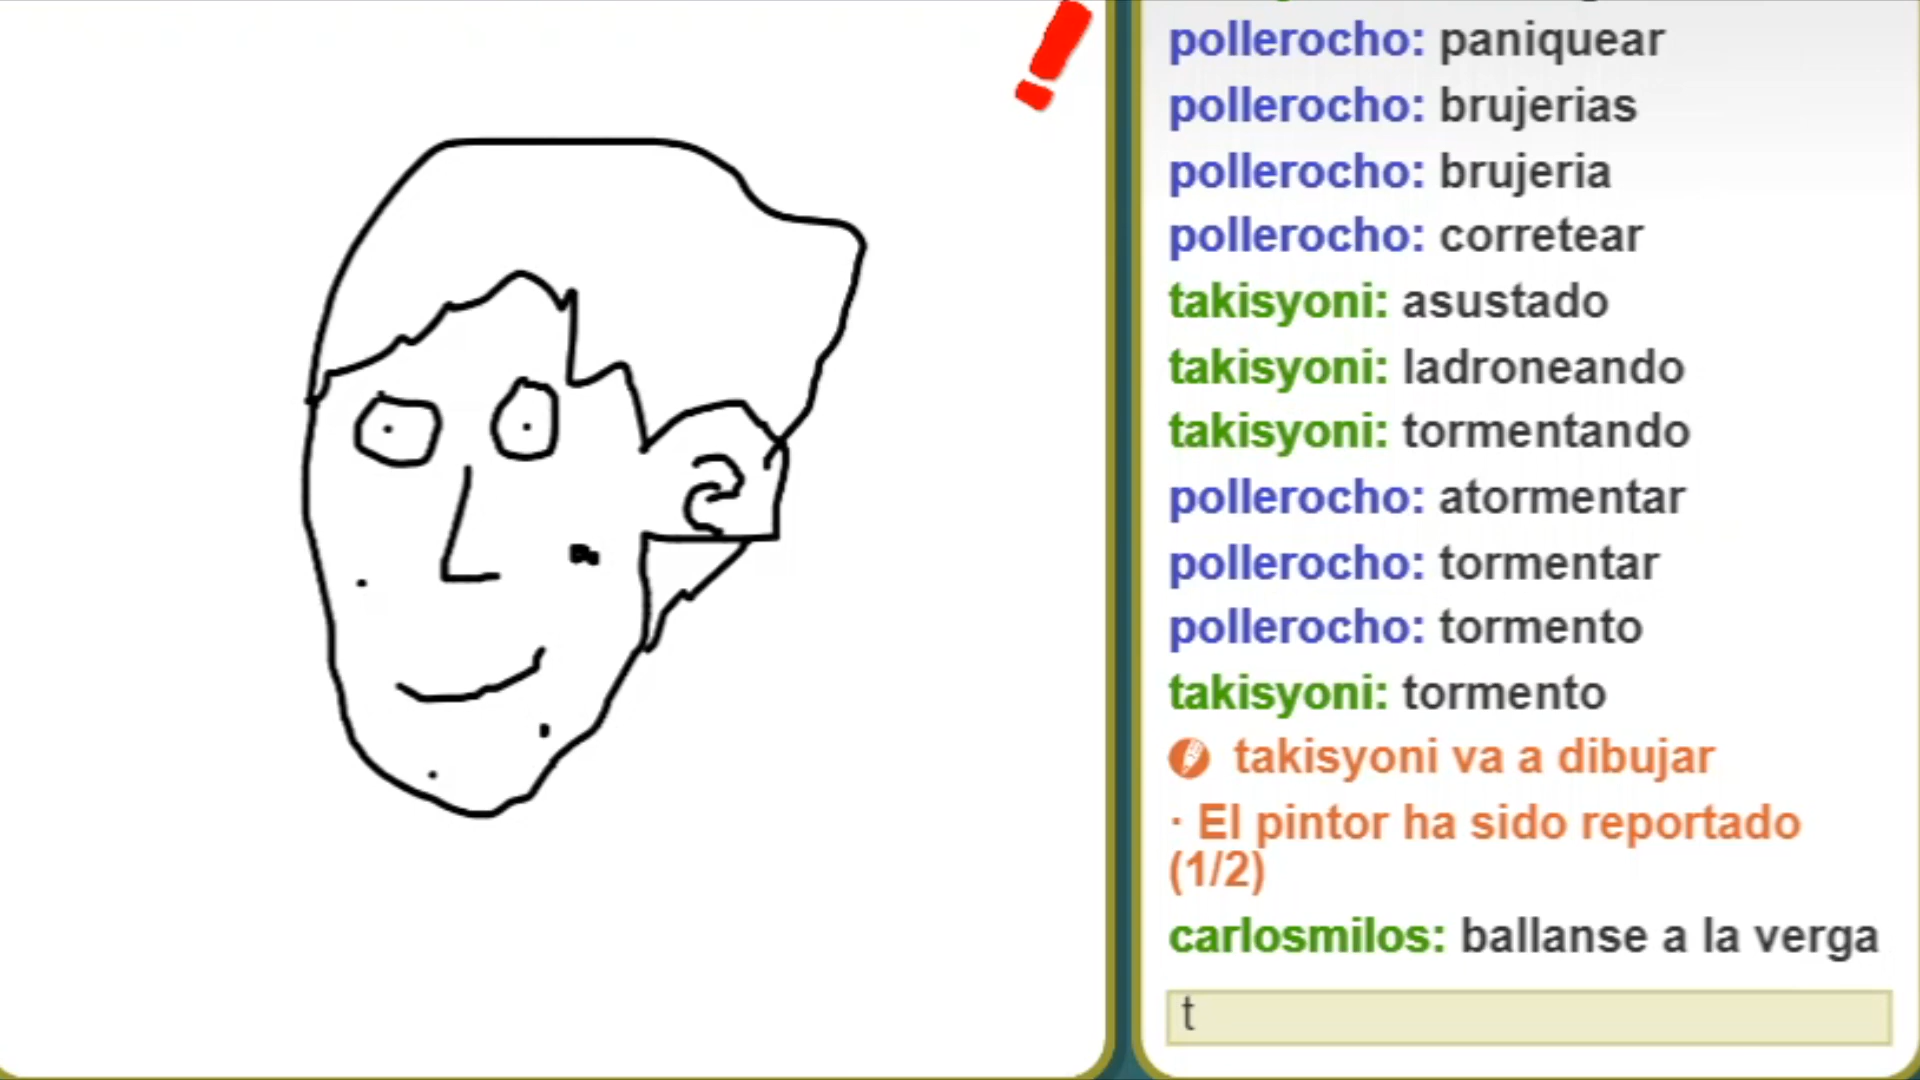 pollerocho: paniquear
pollerocho: brujerias
pollerocho: brujeria
pollerocho: corretear
takisyoni: asustado
takisyoni: ladroneando
takisyoni: tormentando
pollerocho: atormentar
pollerocho: tormentar
pollerocho: tormento
takisyoni: tormento
takisyoni va a dibujar
· El pintor ha sido reportado
(1/2)
carlosmilos: ballanse a la verga
t